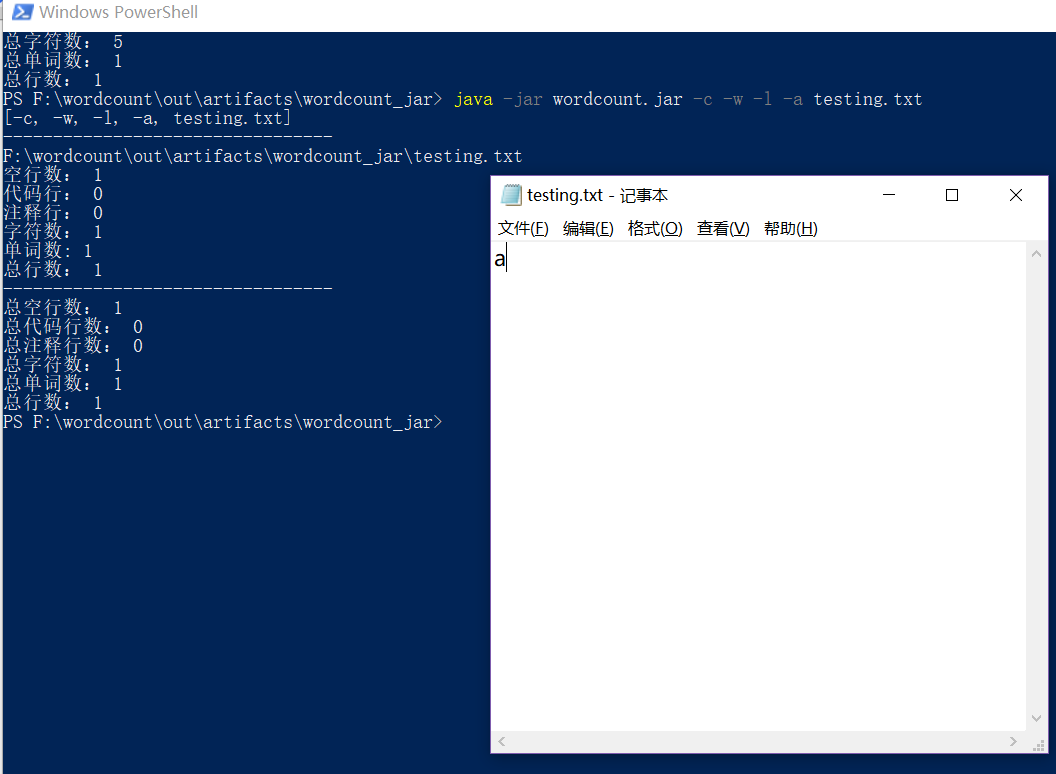 Windows PowerShell
总字符数： 5
总单词数： 1
总行数： 1
PS F:\wordcount\out\artifacts\wordcount_jar> java -jar wordcount.jar -c -w -l -a testing.txt
[-c, -w, -l, -a, testing.txt]
---------------------------------
F:\wordcount\out\artifacts\wordcount_jar\testing.txt
空行数： 1
代码行： 0
注释行： 0
字符数： 1
单词数: 1
总行数： 1
---------------------------------
总空行数： 1
总代码行数： 0
总注释行数： 0
总字符数： 1
总单词数： 1
总行数： 1
PS F:\wordcount\out\artifacts\wordcount_jar>
testing.txt - 记事本
文件(F) 编辑(E) 格式(O) 查看(V) 帮助(H)
a